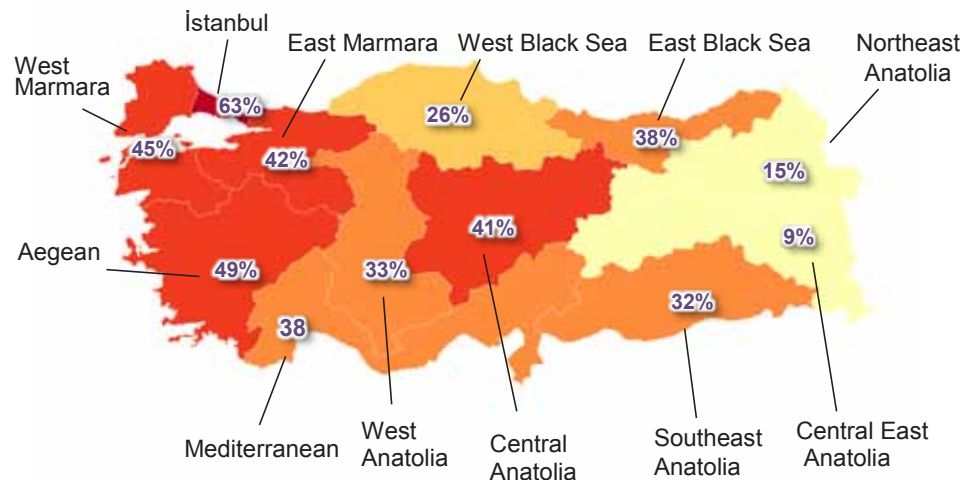 İstanbul
East Marmara
West Black Sea
East Black Sea
Northeast
Anatolia
West
Marmara
63%
26%
38%
45%
42%
15%
41%
9%
Aegean
49%
33%
32%
38
Mediterranean
West
Anatolia
Central
Anatolia
Southeast
Anatolia
Central East
Anatolia